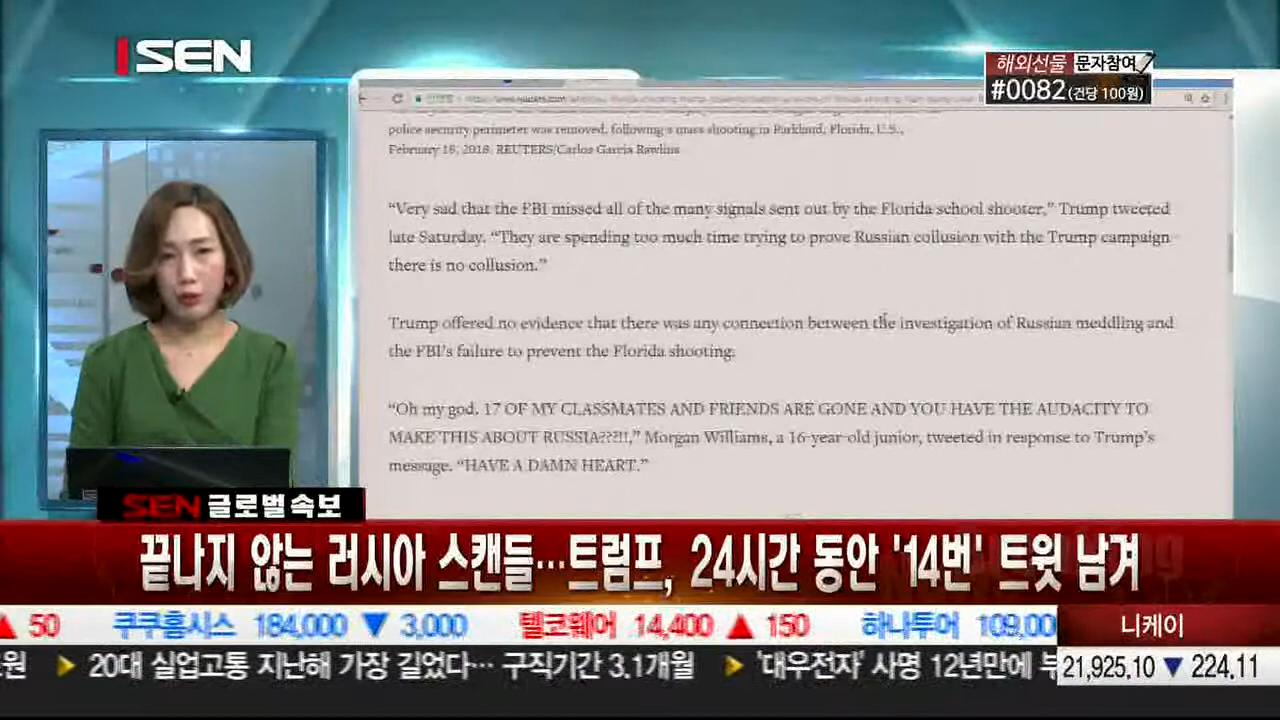 SEN
해외선물 문자참여
#0082(건당 100원)
police security perimeter was removed, following a mass shooting in Parkland, Florida, U.S.,
February 18, 2018. REUTERS/Carlos Garcia Rawlins
“Very sad that the FBI missed all of the many signals sent out by the Florida school shooter,” Trump tweeted
late Saturday. “They are spending too much time trying to prove Russian collusion with the Trump campaign
there is no collusion.”
Trump offered no evidence that there was any connection between the investigation of Russian meddling and
the FBI’s failure to prevent the Florida shooting.
“Oh my god. 17 OF MY CLASSMATES AND FRIENDS ARE GONE AND YOU HAVE THE AUDACITY TO
MAKE THIS ABOUT RUSSIA???!!,” Morgan Williams, a 16-year-old junior, tweeted in response to Trump’s
message. “HAVE A DAMN HEART.”
SEN 글로벌속보
끝나지 않는 러시아 스캔들…트럼프, 24시간 동안 '14번' 트윗 남겨
▲ 50 쿠쿠홈시스 184,000 ▼ 3,000 텔코웨어 14,400 ▲ 150 하나투어 109,00 니케이
원 ▶ 20대 실업고통 지난해 가장 길었다… 구직기간 3.1개월 ▶ '대우전자' 사명 12년만에 21,925.10 ▼ 224.11